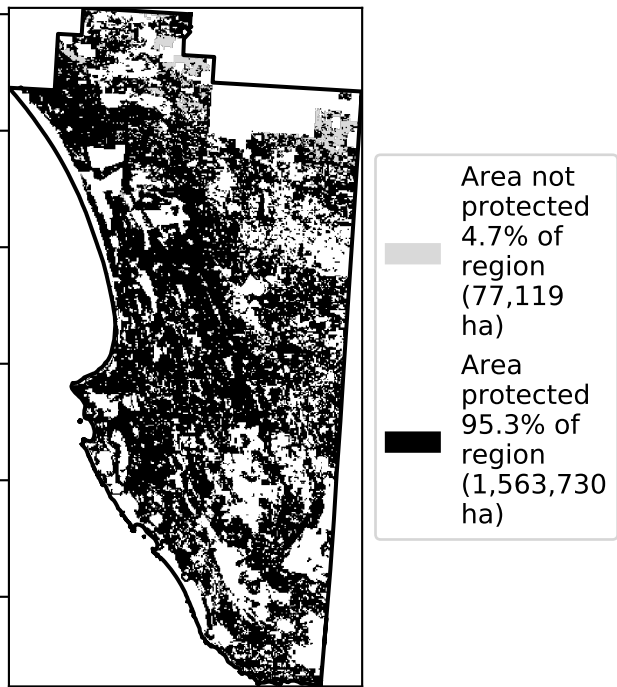 Area not
protected
4.7% of
region
(77,119
ha)
Area
protected
95.3% of
region
(1,563,730
ha)